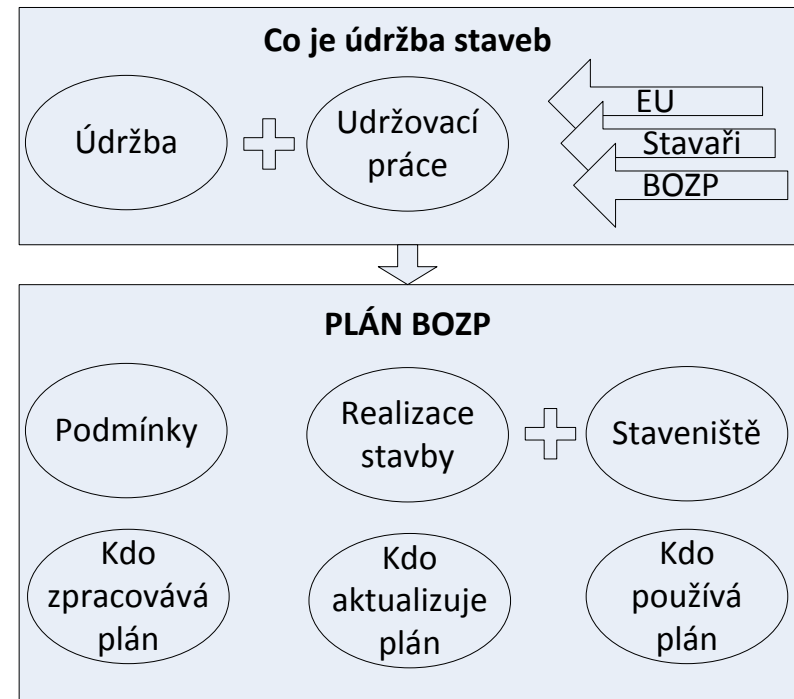 Co je údržba staveb
Údržba
Udržovací
práce
EU
Stavaři
BOZP
PLÁN BOZP
Podmínky
Realizace
stavby
Staveniště
Kdo
zpracovává
plán
Kdo
aktualizuje
plán
Kdo
používá
plán